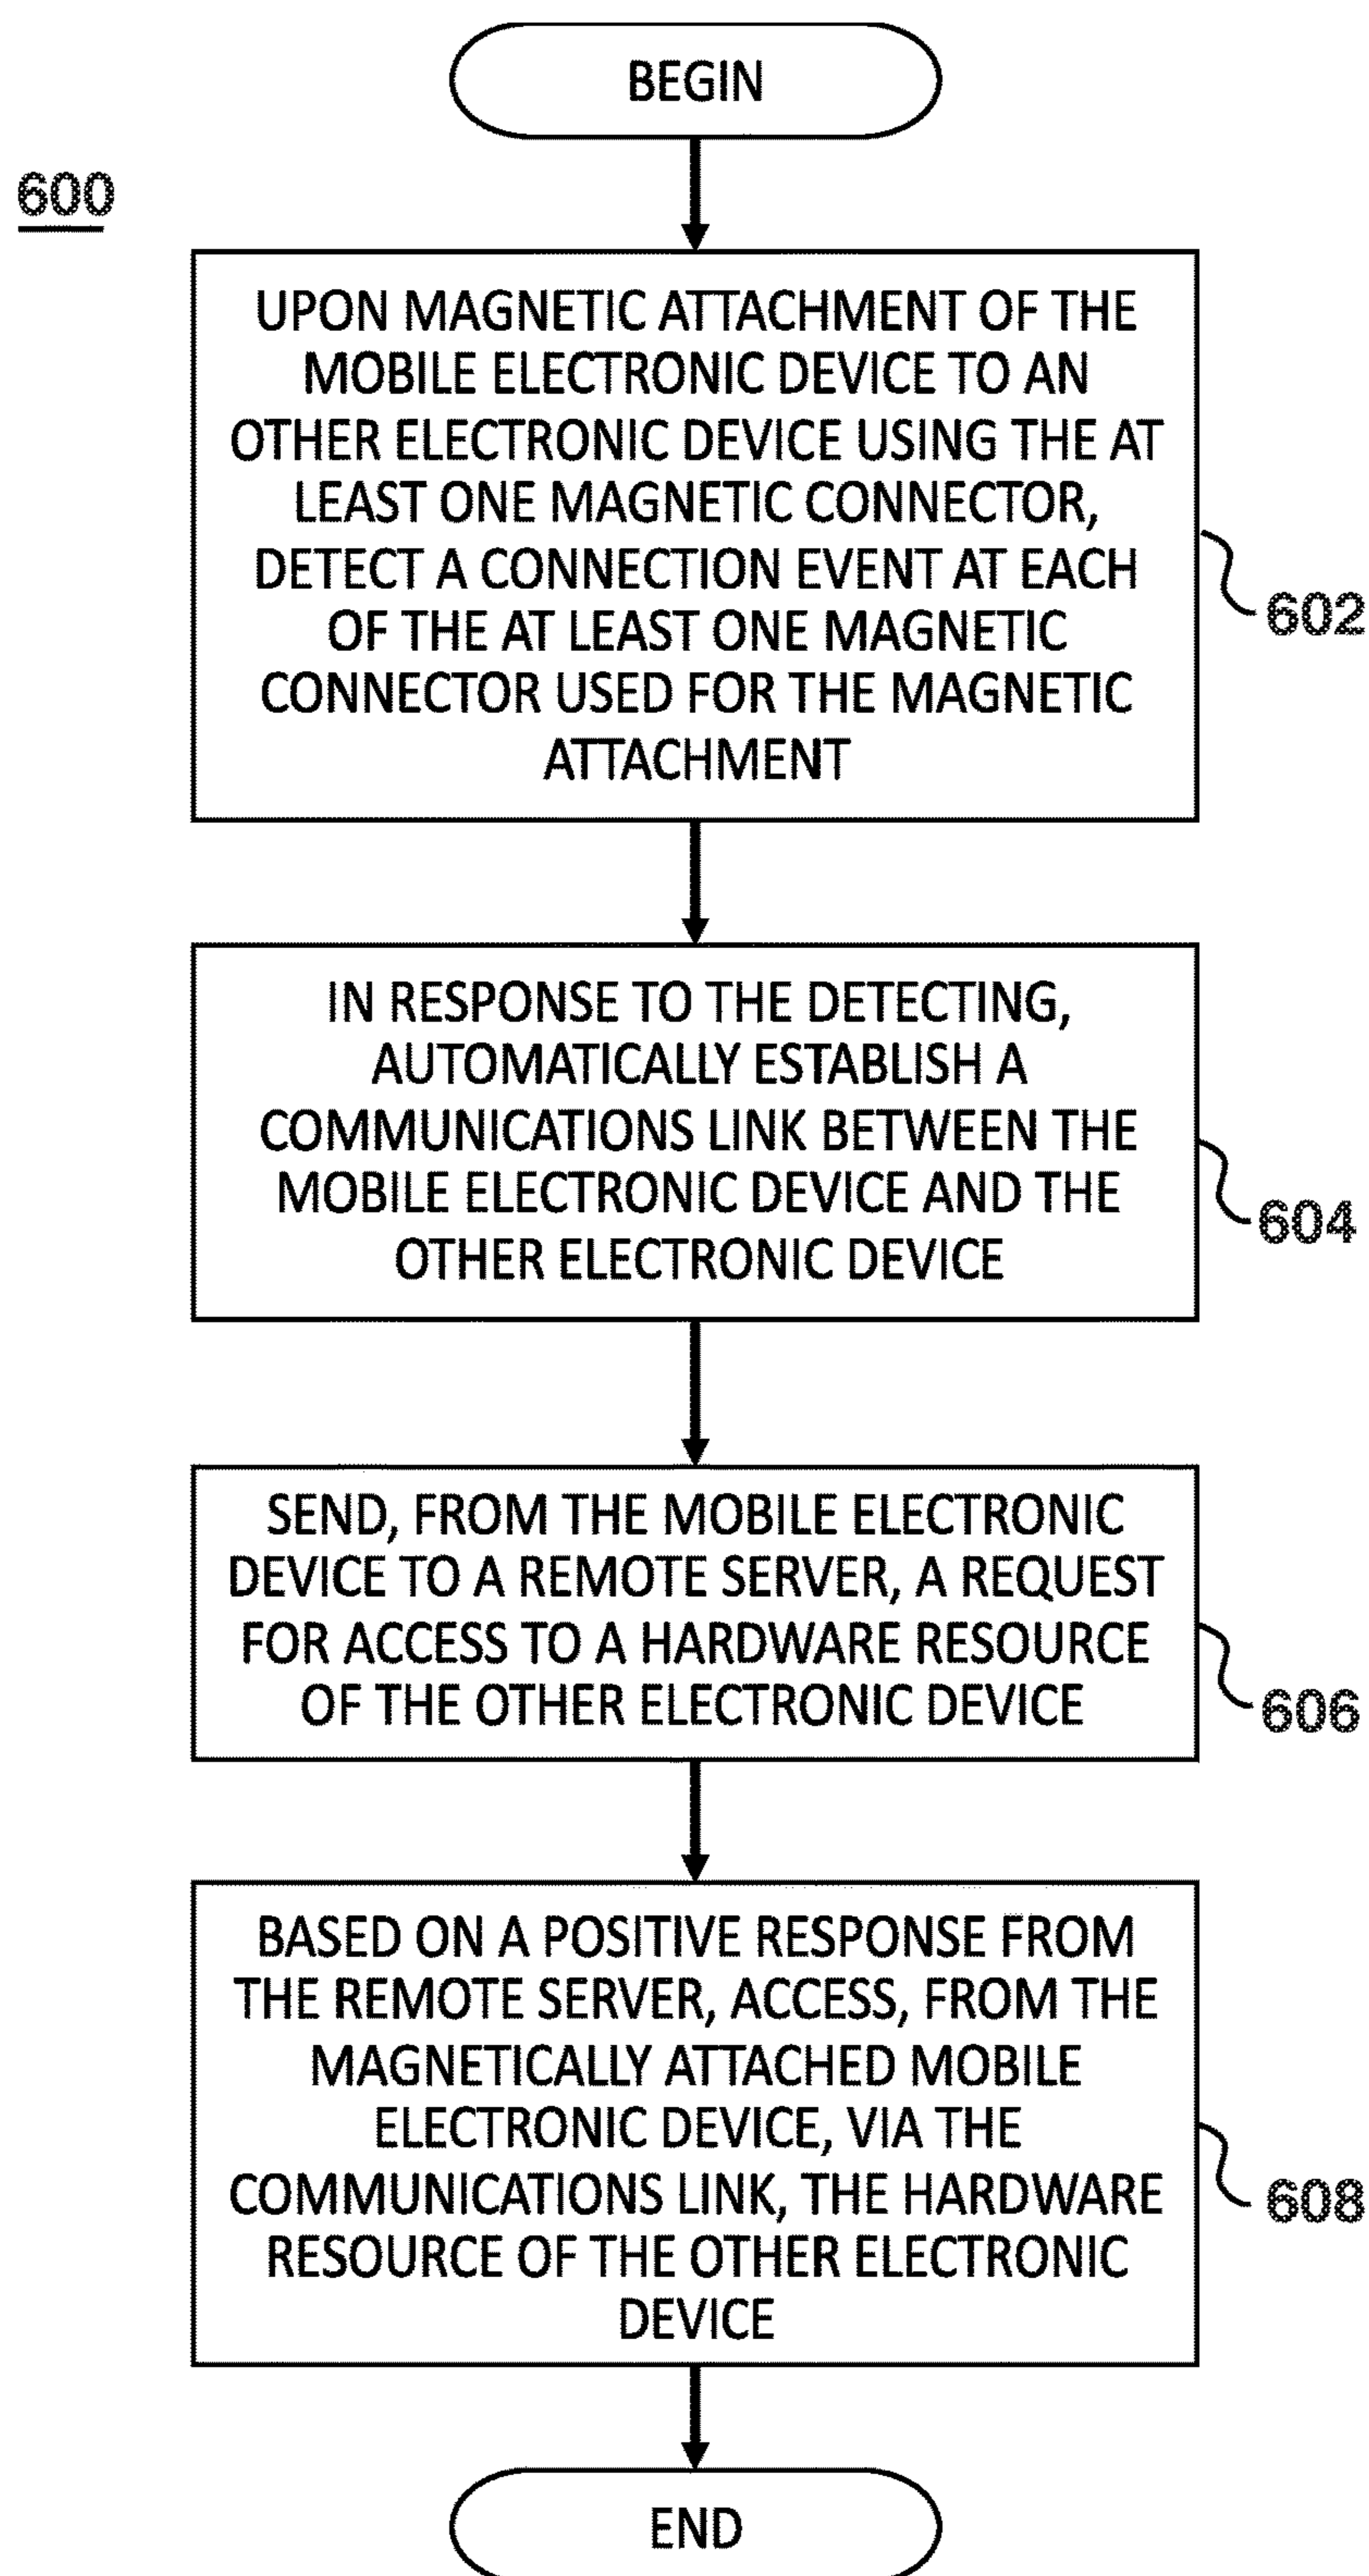 BEGIN
600
UPON MAGNETIC ATTACHMENT OF THE
MOBILE ELECTRONIC DEVICE TO AN
OTHER ELECTRONIC DEVICE USING THE AT
LEAST ONE MAGNETIC CONNECTOR,
DETECT A CONNECTION EVENT AT EACH
OF THE AT LEAST ONE MAGNETIC
CONNECTOR USED FOR THE MAGNETIC
ATTACHMENT
602
IN RESPONSE TO THE DETECTING,
AUTOMATICALLY ESTABLISH A
COMMUNICATIONS LINK BETWEEN THE
MOBILE ELECTRONIC DEVICE AND THE
OTHER ELECTRONIC DEVICE
604
SEND, FROM THE MOBILE ELECTRONIC
DEVICE TO A REMOTE SERVER, A REQUEST
FOR ACCESS TO A HARDWARE RESOURCE
OF THE OTHER ELECTRONIC DEVICE
606
BASED ON A POSITIVE RESPONSE FROM
THE REMOTE SERVER, ACCESS, FROM THE
MAGNETICALLY ATTACHED MOBILE
ELECTRONIC DEVICE, VIA THE
COMMUNICATIONS LINK, THE HARDWARE
RESOURCE OF THE OTHER ELECTRONIC
DEVICE
608
END